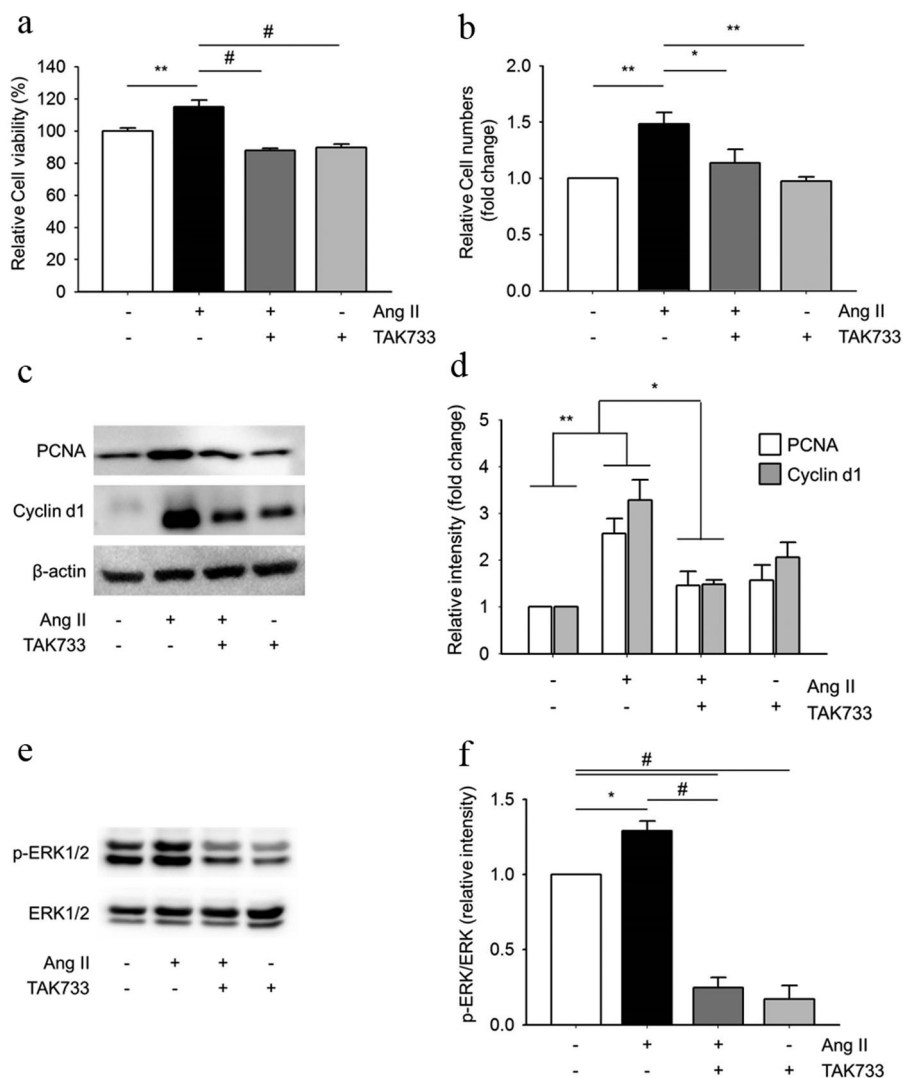 a
# 
** #
Relative Cell viability (%)
140
120
100
80
60
40
20
0
- + + - Ang II
- - + + TAK733
b
**
** *
Relative Cell numbers
(fold change)
2.0
1.5
1.0
0.5
0.0
- + + - Ang II
- - + + TAK733
c
PCNA
Cyclin d1
β-actin
Ang II - + + -
TAK733 - - + +
d
*
**
Relative intensity (fold change)
5
4
3
2
1
0
PCNA
Cyclin d1
- + + - Ang II
- - + + TAK733
e
p-ERK1/2
ERK1/2
Ang II - + + -
TAK733 - - + +
f
#
* #
p-ERK/ERK (relative intensity)
1.5
1.0
0.5
0.0
- + + - Ang II
- - + + TAK733